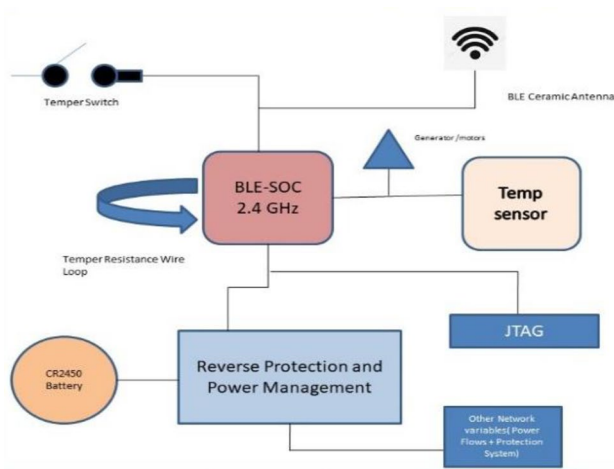 Temper Switch
BLE Ceramic Antenna
Generator /motors
BLE-SOC
2.4 GHz
Temp
sensor
Temper Resistance Wire
Loop
JTAG
Reverse Protection and
Power Management
CR2450
Battery
Other Network
variables( Power
Flows + Protection
System)